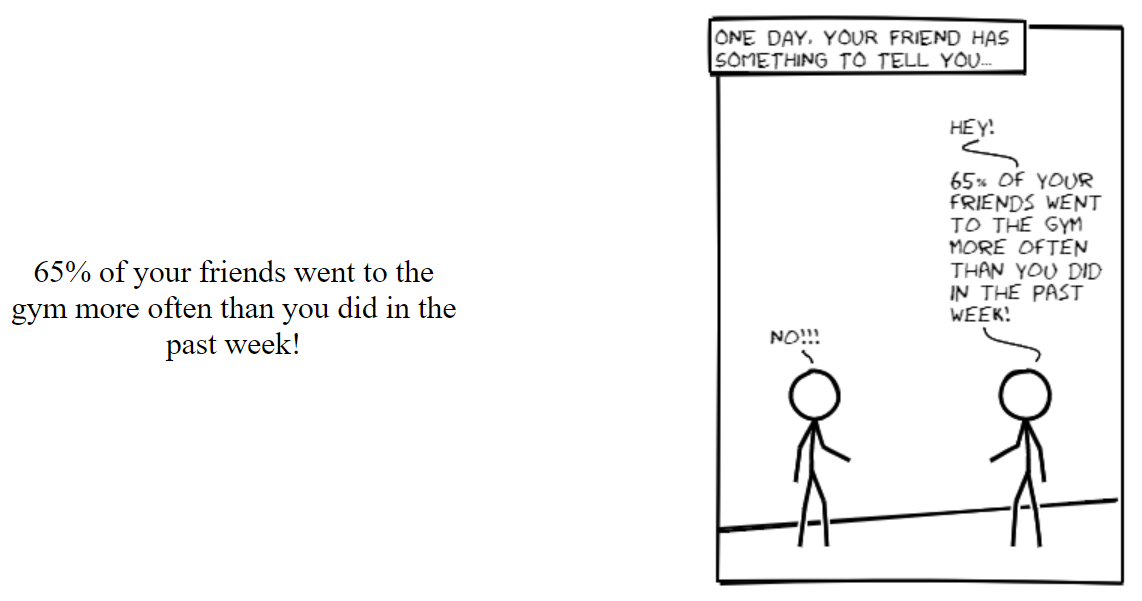 65% of your friends went to the
gym more often than you did in the
past week!
ONE DAY, YOUR FRIEND HAS
SOMETHING TO TELL YOU...
HEY!
65% OF YOUR
FRIENDS WENT
TO THE GYM
MORE OFTEN
THAN YOU DID
IN THE PAST
WEEK!
NO!!!